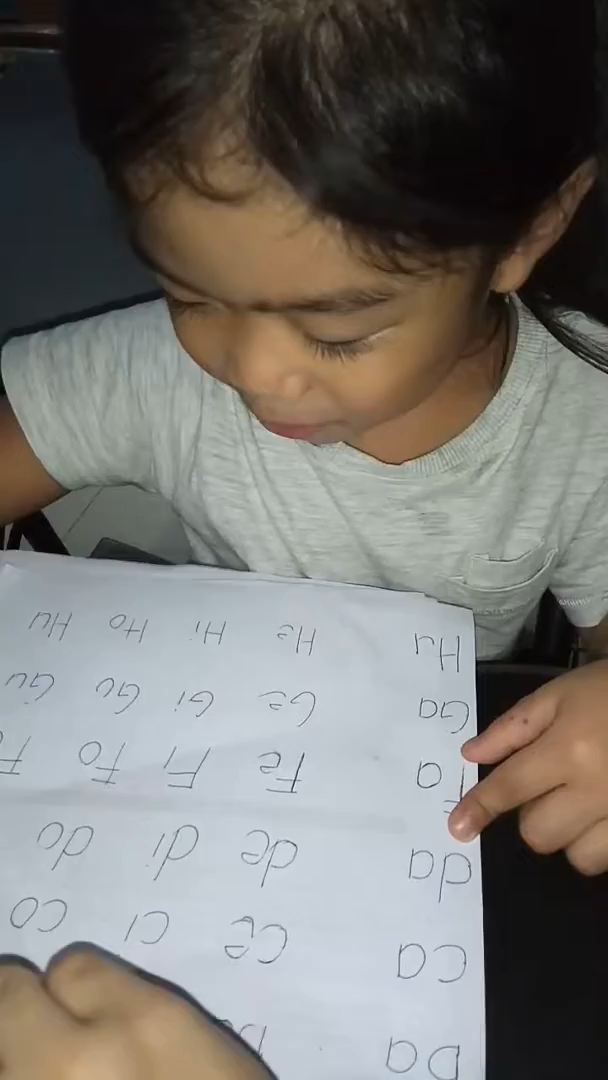 Ba
Ca Ce Ci Co
da de di do
Fa Fe Fi Fo
Ga Ge Gi Go Gu
Ha He Hi Ho Hu